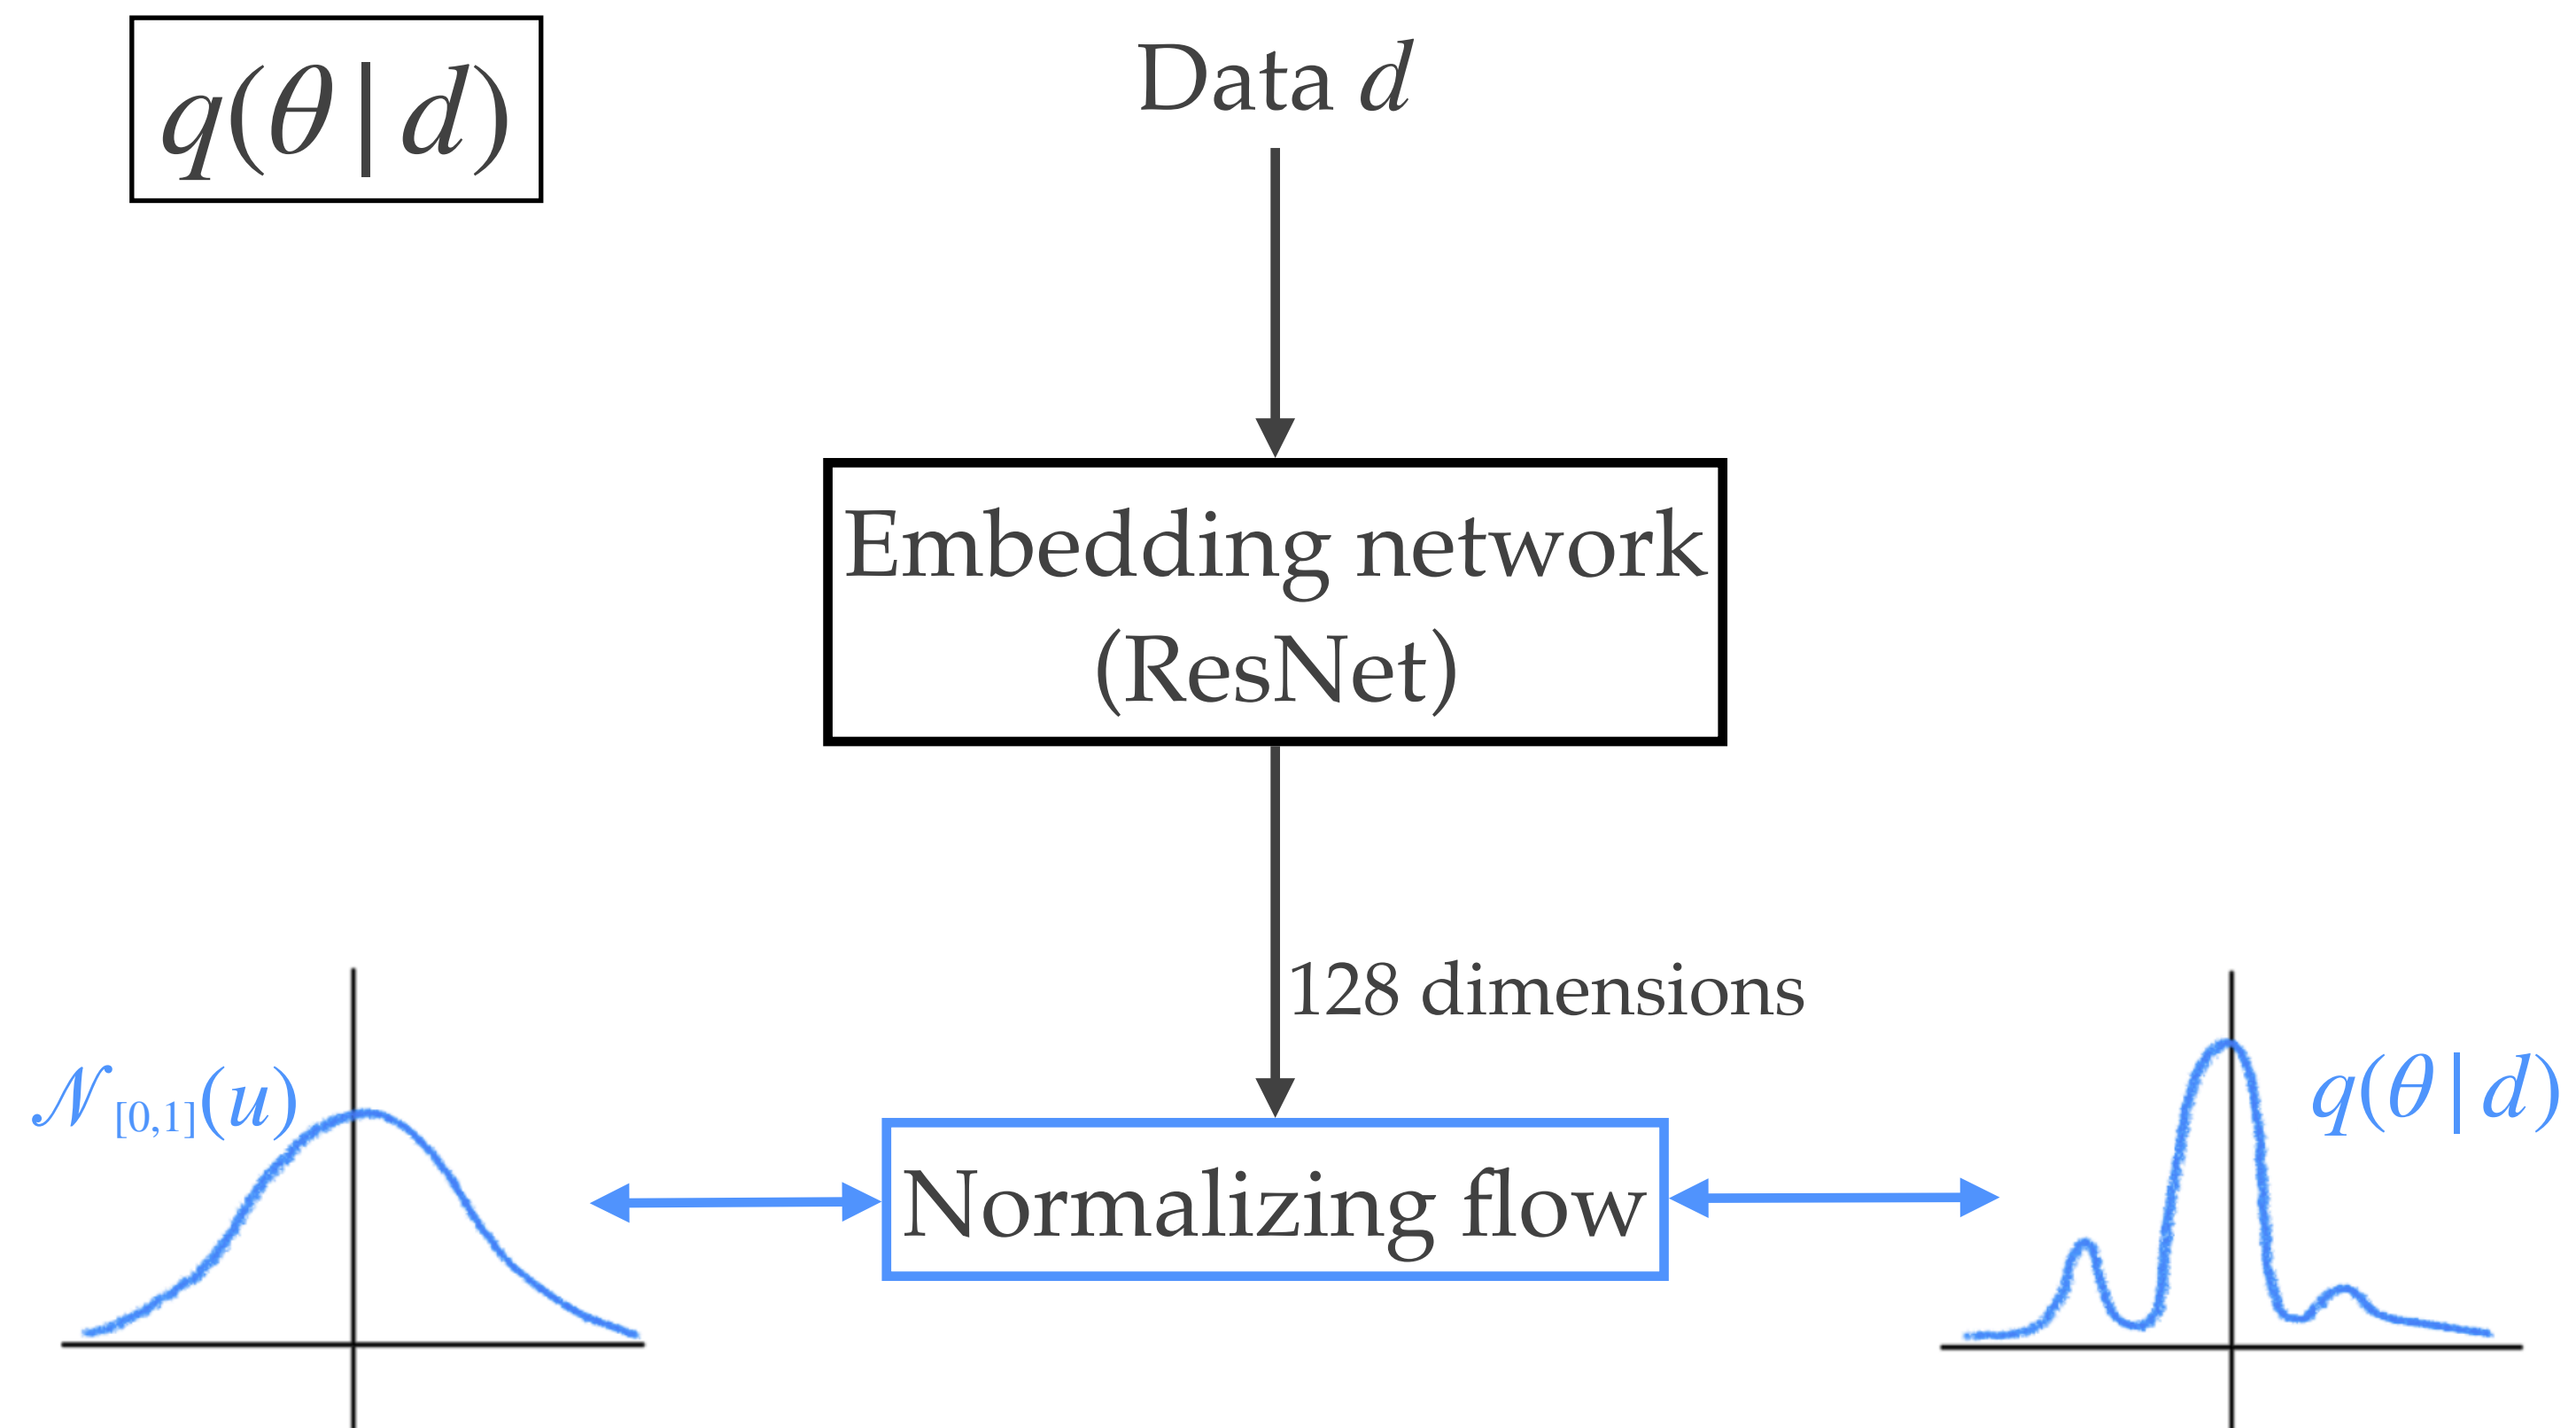 q(θ | d)
Data d
Embedding network
(ResNet)
128 dimensions
𝒩[0,1](u)
q(θ | d)
Normalizing flow